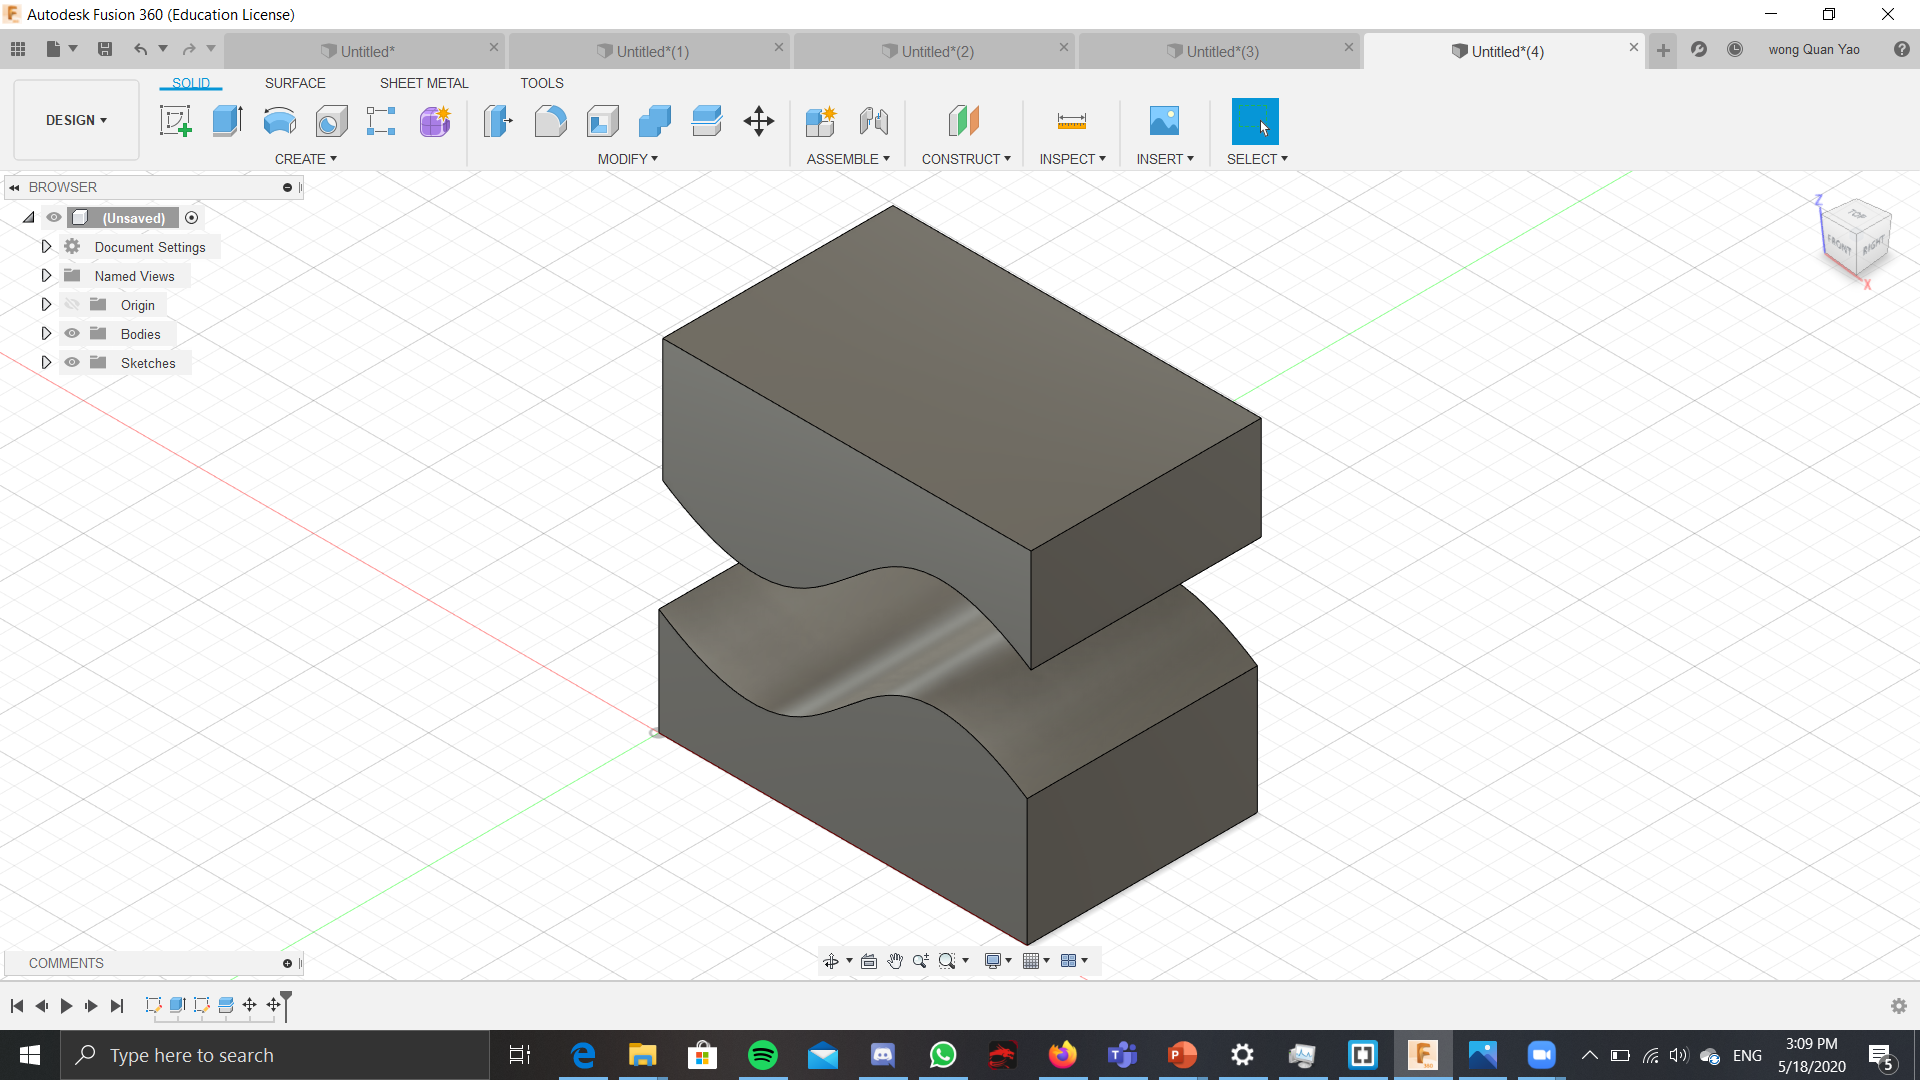 Autodesk Fusion 360 (Education License)
Untitled*
Untitled*(1)
Untitled*(2)
Untitled*(3)
Untitled*(4)
wong Quan Yao
DESIGN
SOLID
SURFACE
SHEET METAL
TOOLS
CREATE
MODIFY
ASSEMBLE
CONSTRUCT
INSPECT
INSERT
SELECT
BROWSER
(Unsaved)
Document Settings
Named Views
Origin
Bodies
Sketches
Z
TOP
FRONT
RIGHT
X
COMMENTS
Type here to search
ENG
3:09 PM
5/18/2020
5